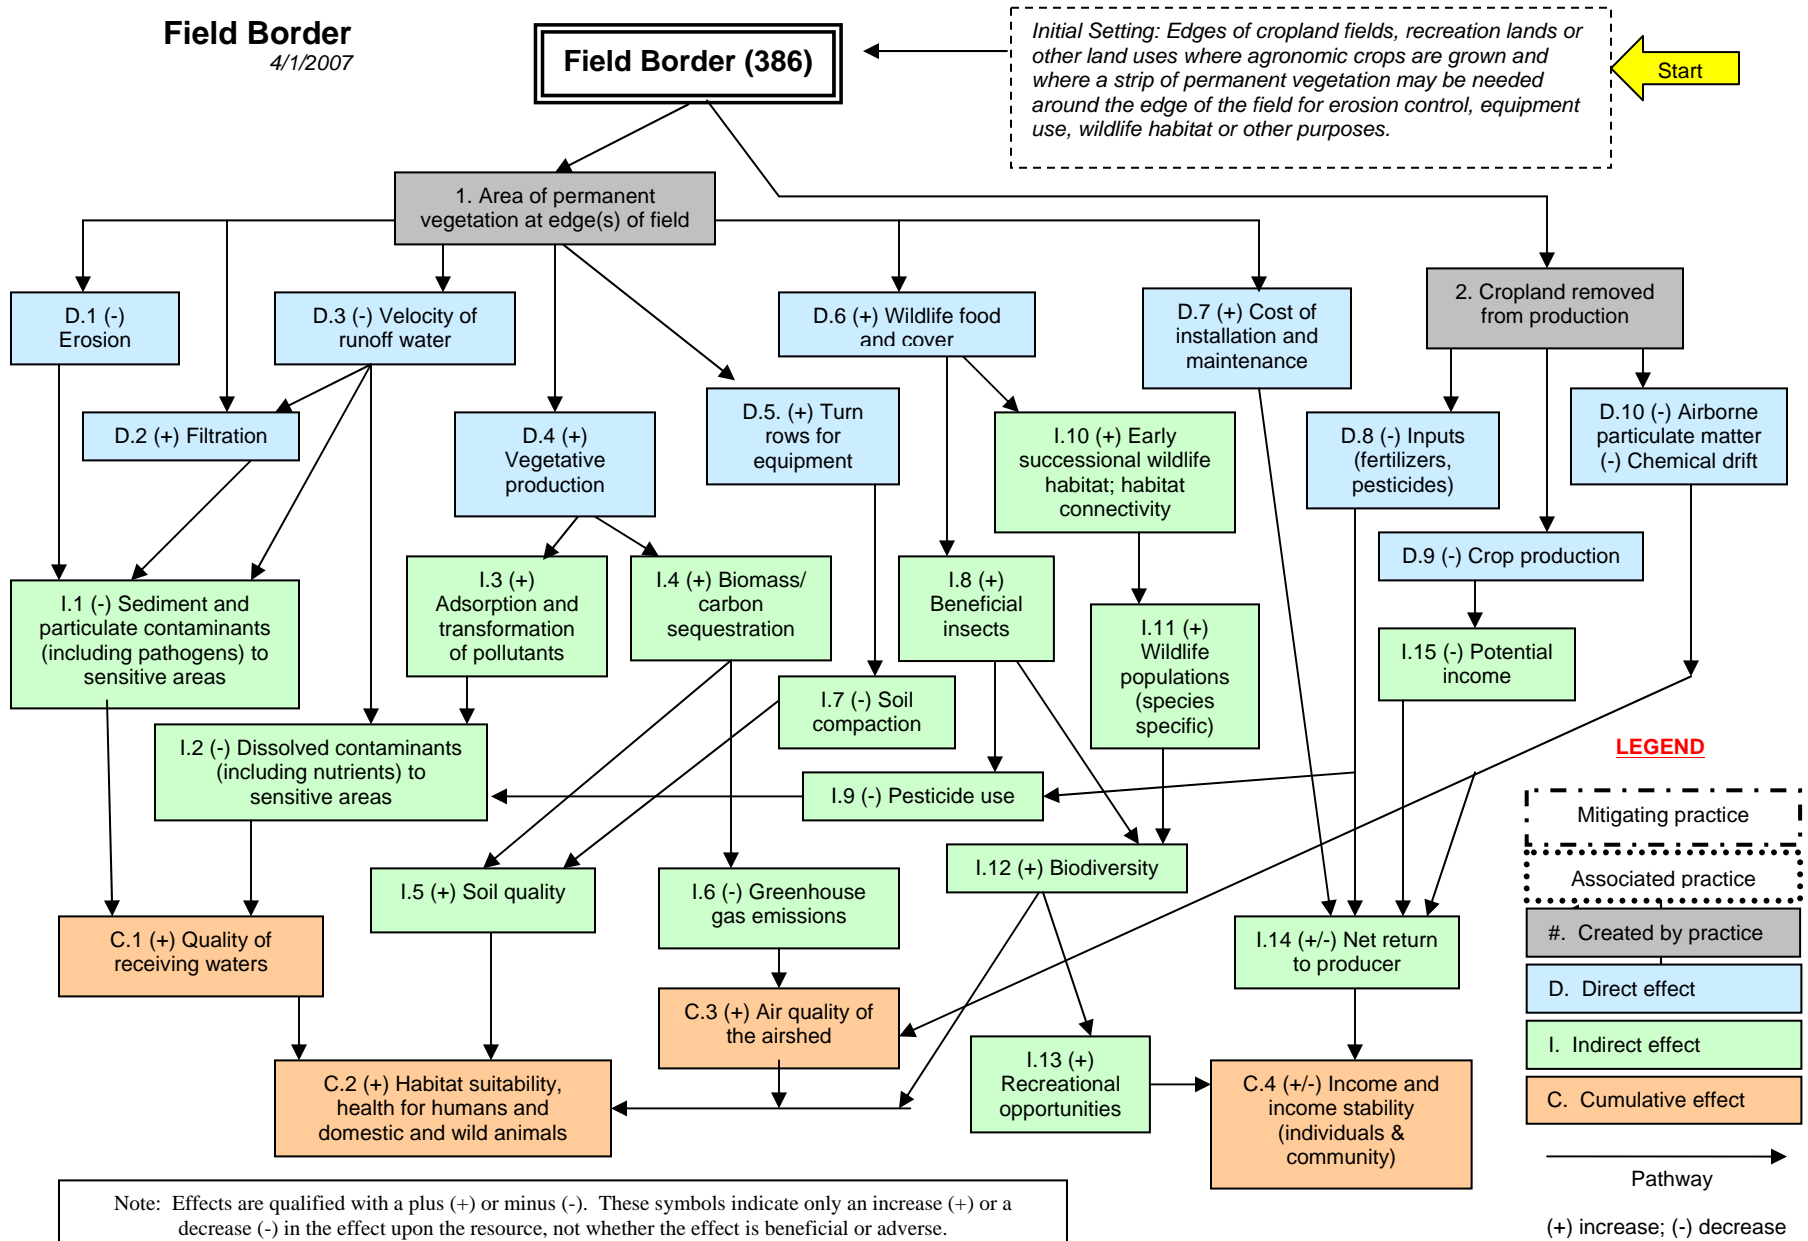 Field Border
4/1/2007
Field Border (386)
Initial Setting: Edges of cropland fields, recreation lands or
other land uses where agronomic crops are grown and
where a strip of permanent vegetation may be needed
around the edge of the field for erosion control, equipment
use, wildlife habitat or other purposes.
Start
1. Area of permanent
vegetation at edge(s) of field
2. Cropland removed
from production
D.1 (-)
Erosion
D.3 (-) Velocity of
runoff water
D.6 (+) Wildlife food
and cover
D.7 (+) Cost of
installation and
maintenance
D.2 (+) Filtration
D.4 (+)
Vegetative
production
D.5. (+) Turn
rows for
equipment
I.10 (+) Early
successional wildlife
habitat; habitat
connectivity
D.8 (-) Inputs
(fertilizers,
pesticides)
D.10 (-) Airborne
particulate matter
(-) Chemical drift
D.9 (-) Crop production
I.1 (-) Sediment and
particulate contaminants
(including pathogens) to
sensitive areas
I.3 (+)
Adsorption and
transformation
of pollutants
I.4 (+) Biomass/
carbon
sequestration
I.8 (+)
Beneficial
insects
I.11 (+)
Wildlife
populations
(species
specific)
I.15 (-) Potential
income
I.7 (-) Soil
compaction
I.2 (-) Dissolved contaminants
(including nutrients) to
sensitive areas
I.9 (-) Pesticide use
I.5 (+) Soil quality
I.6 (-) Greenhouse
gas emissions
I.12 (+) Biodiversity
I.14 (+/-) Net return
to producer
C.1 (+) Quality of
receiving waters
C.3 (+) Air quality of
the airshed
C.2 (+) Habitat suitability,
health for humans and
domestic and wild animals
I.13 (+)
Recreational
opportunities
C.4 (+/-) Income and
income stability
(individuals &
community)
LEGEND
Mitigating practice
Associated practice
#. Created by practice
D. Direct effect
I. Indirect effect
C. Cumulative effect
Pathway
(+) increase; (-) decrease
Note: Effects are qualified with a plus (+) or minus (-). These symbols indicate only an increase (+) or a
decrease (-) in the effect upon the resource, not whether the effect is beneficial or adverse.